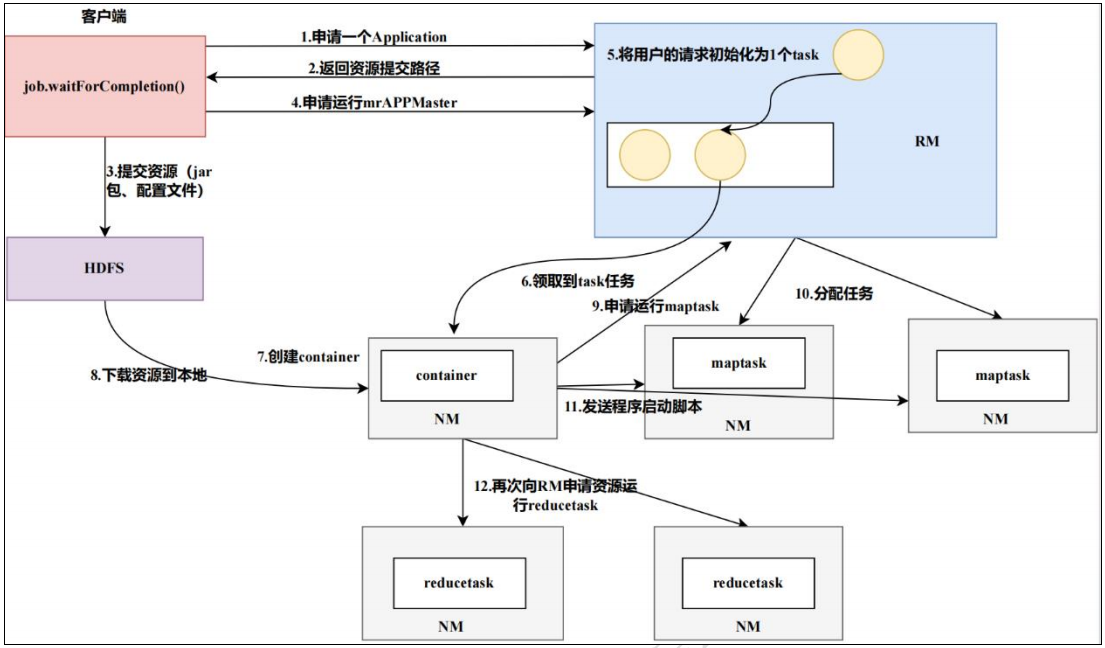 客户端
job.waitForCompletion()
1.申请一个Application
2.返回资源提交路径
4.申请运行mrAPPMaster
5.将用户的请求初始化为1个task
RM
3.提交资源（jar
包、配置文件）
HDFS
6.领取到task任务
9.申请运行maptask
10.分配任务
7.创建container
8.下载资源到本地
container
NM
maptask
NM
maptask
NM
11.发送程序启动脚本
12.再次向RM申请资源运
行reducetask
reducetask
NM
reducetask
NM